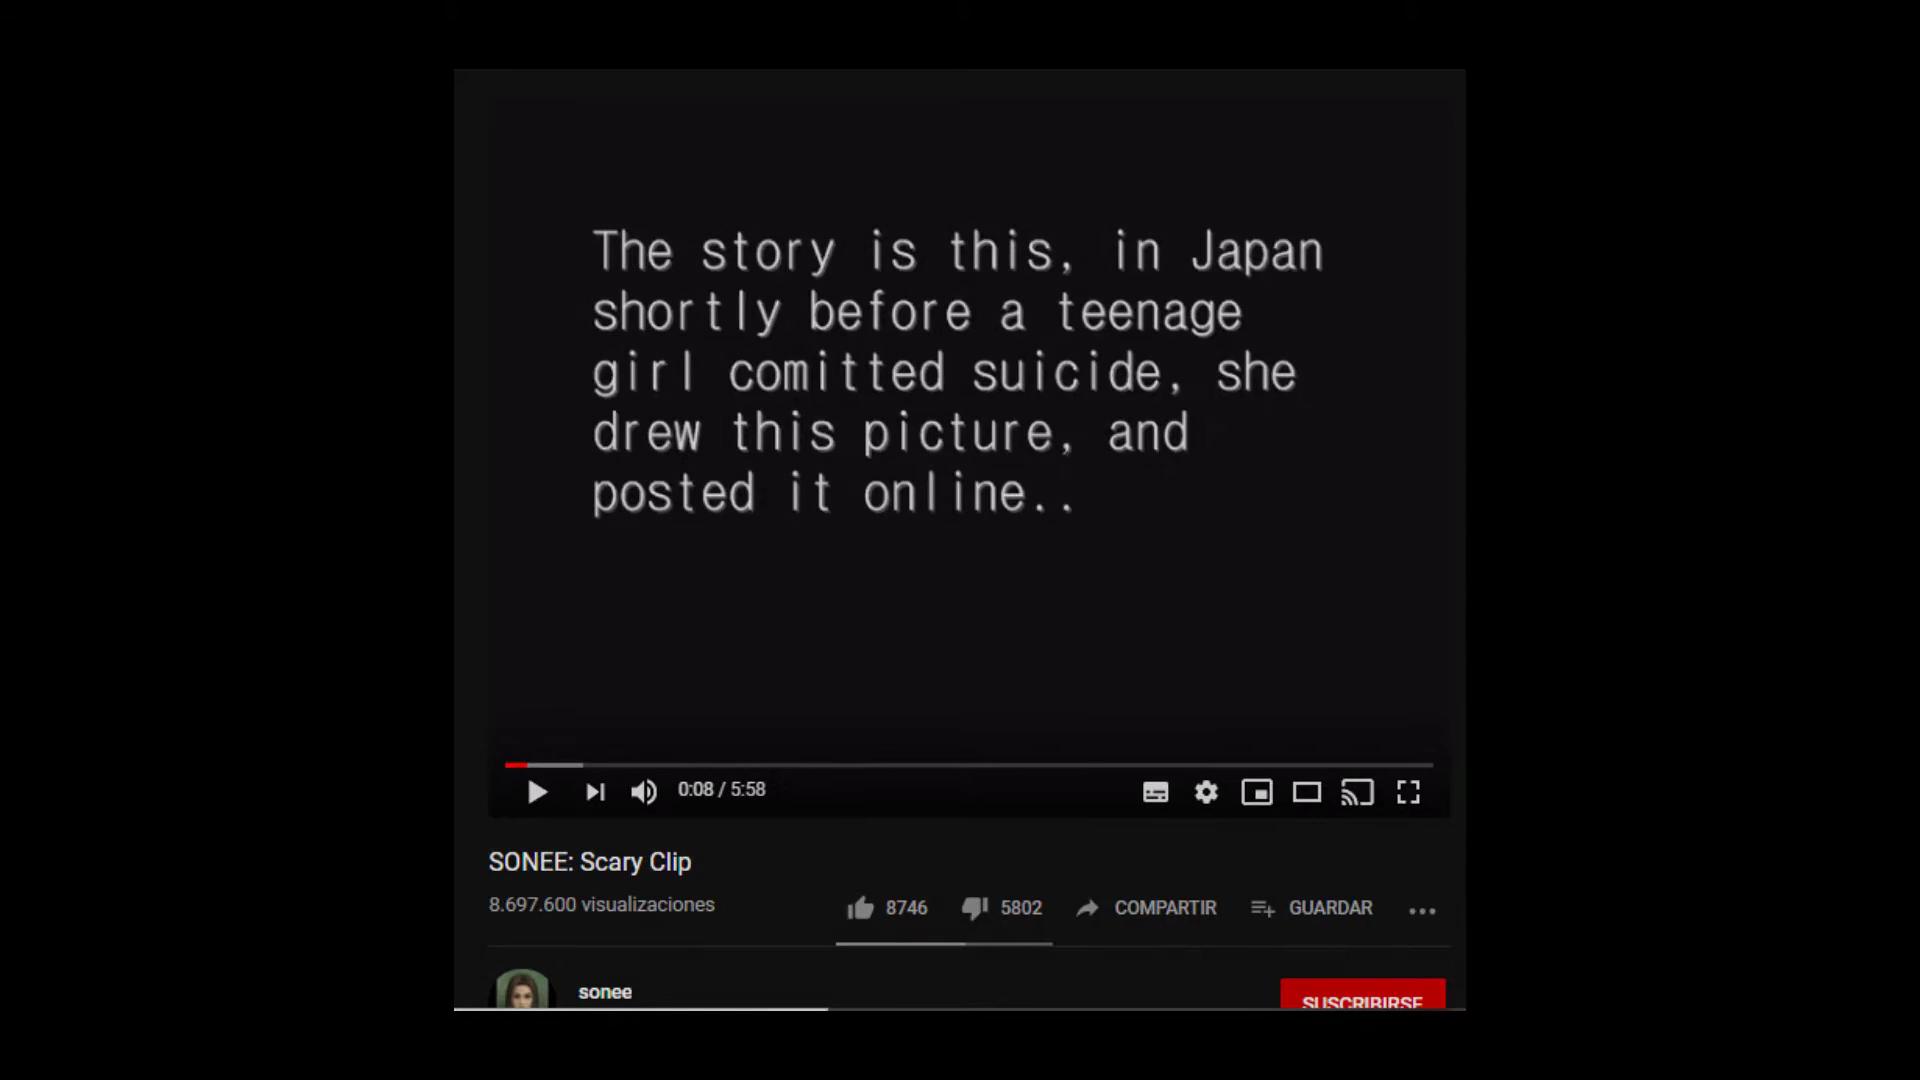 The story is this, in Japan
shortly before a teenage
girl comitted suicide, she
drew this picture, and
posted it online..
0:08 / 5:58
SONEE: Scary Clip
8.697.600 visualizaciones
8746
5802
COMPARTIR
GUARDAR
sonee
SUSCRIBIRSE